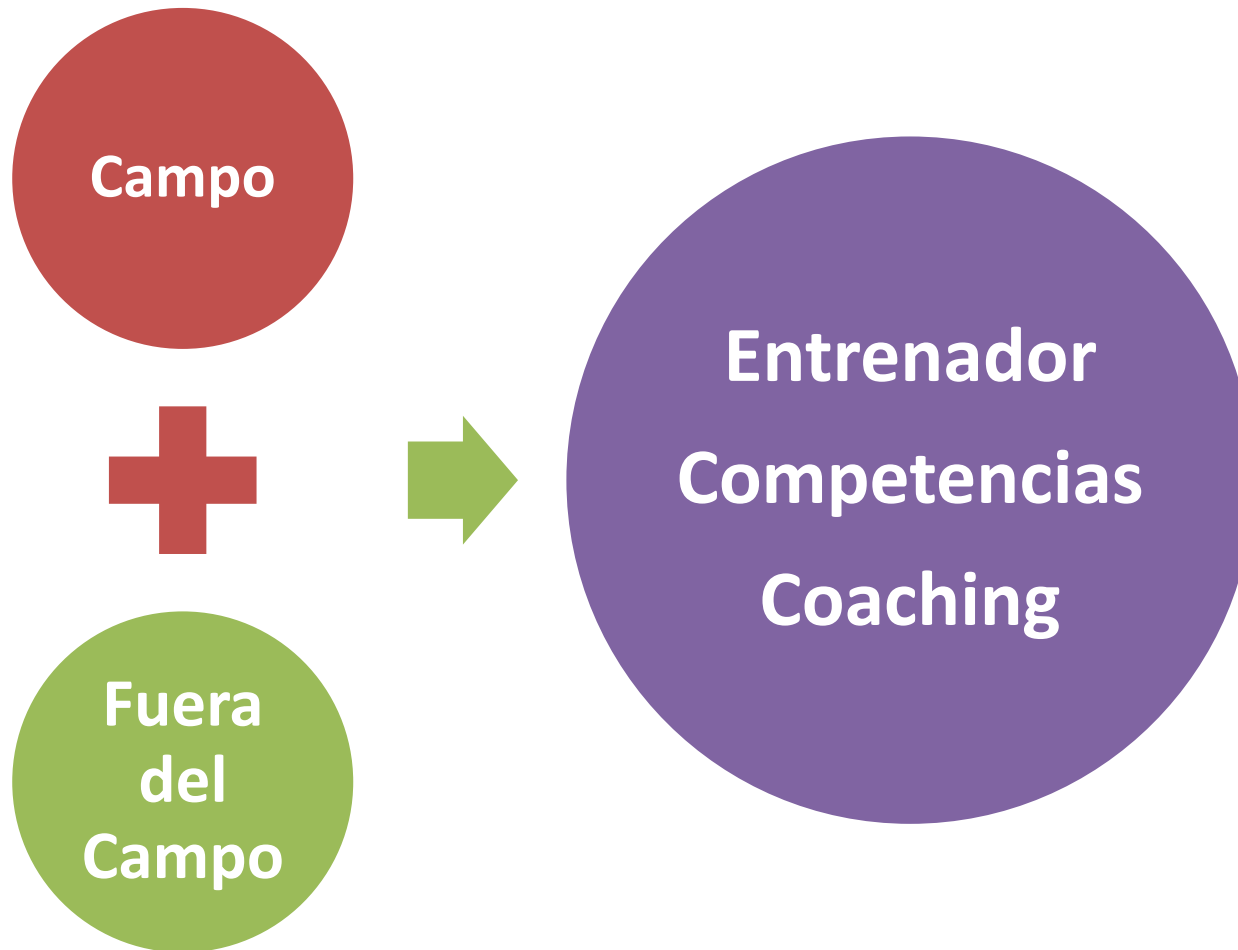 Campo
Fuera
del
Campo
Entrenador
Competencias
Coaching